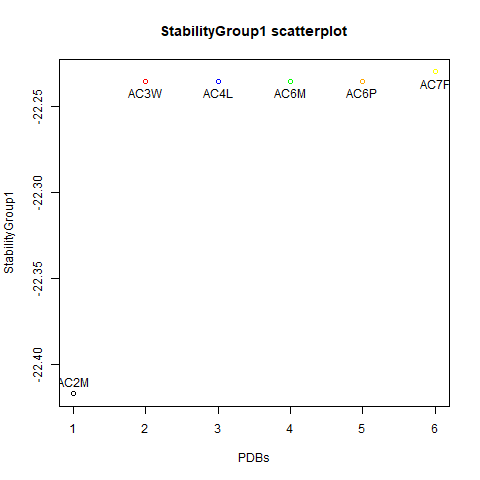 StabilityGroup1 scatterplot
StabilityGroup1
-22.25
-22.30
-22.35
-22.40
AC3W
AC4L
AC6M
AC6P
AC7F
AC2M
1
2
3
4
5
6
PDBs